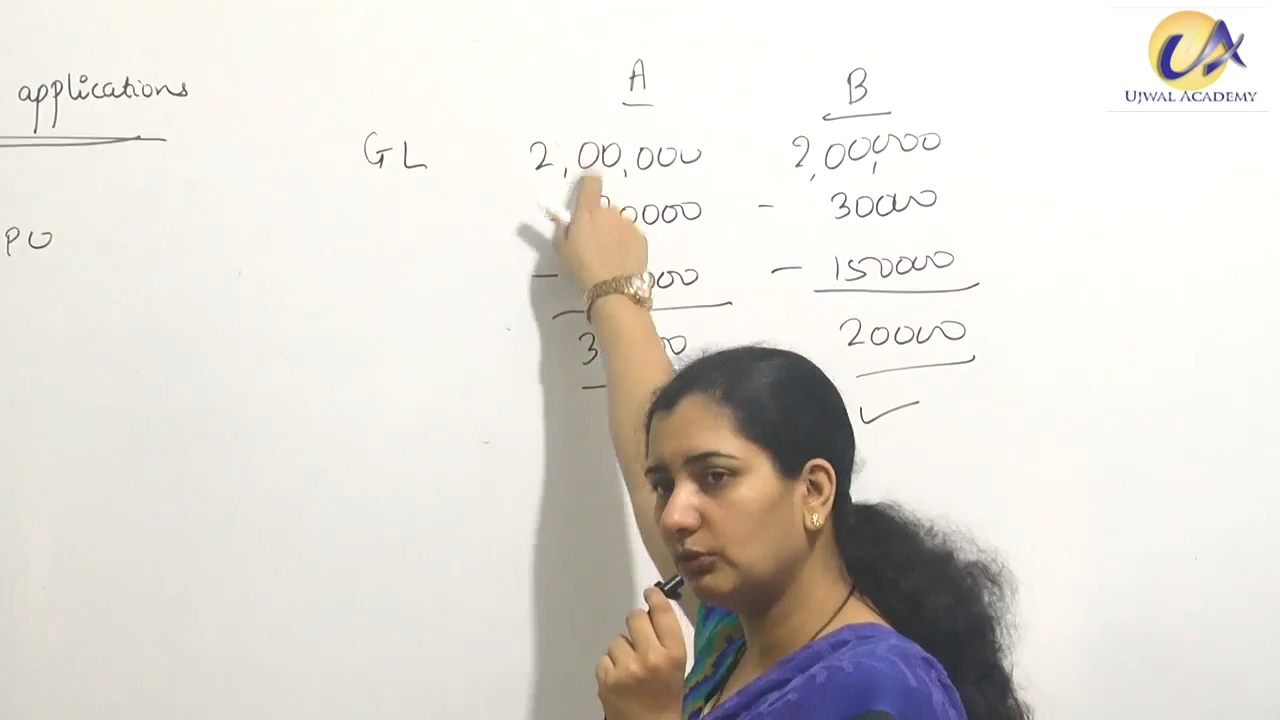 applications
A B
GL 2,00,000 2,00,000
- 30000
- - 150000
20000
PU
UJWAL ACADEMY